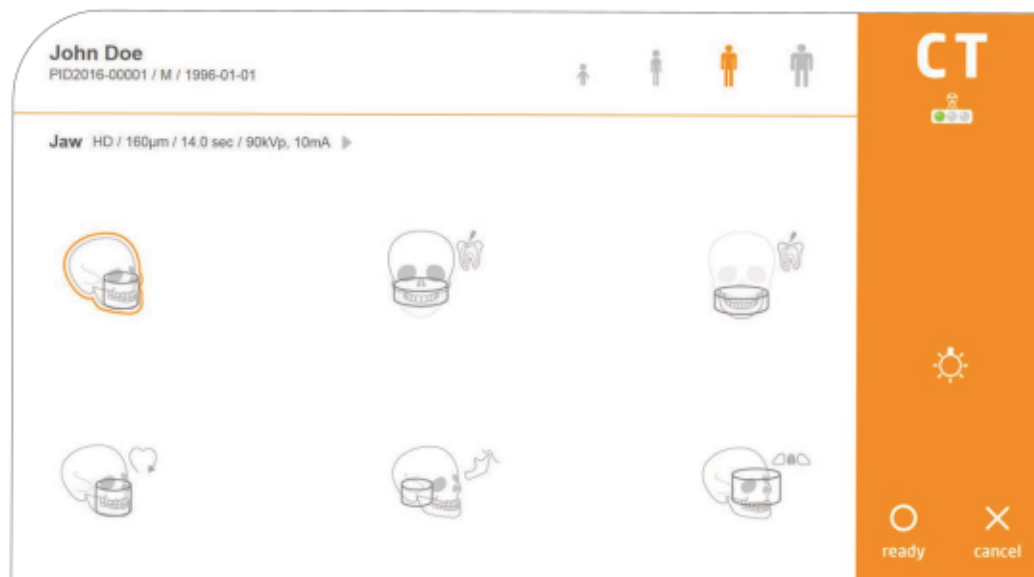 John Doe
PID2016-00001 / M / 1996-01-01
CT
Jaw HD / 160μm / 14.0 sec / 90kVp, 10mA
ready
cancel